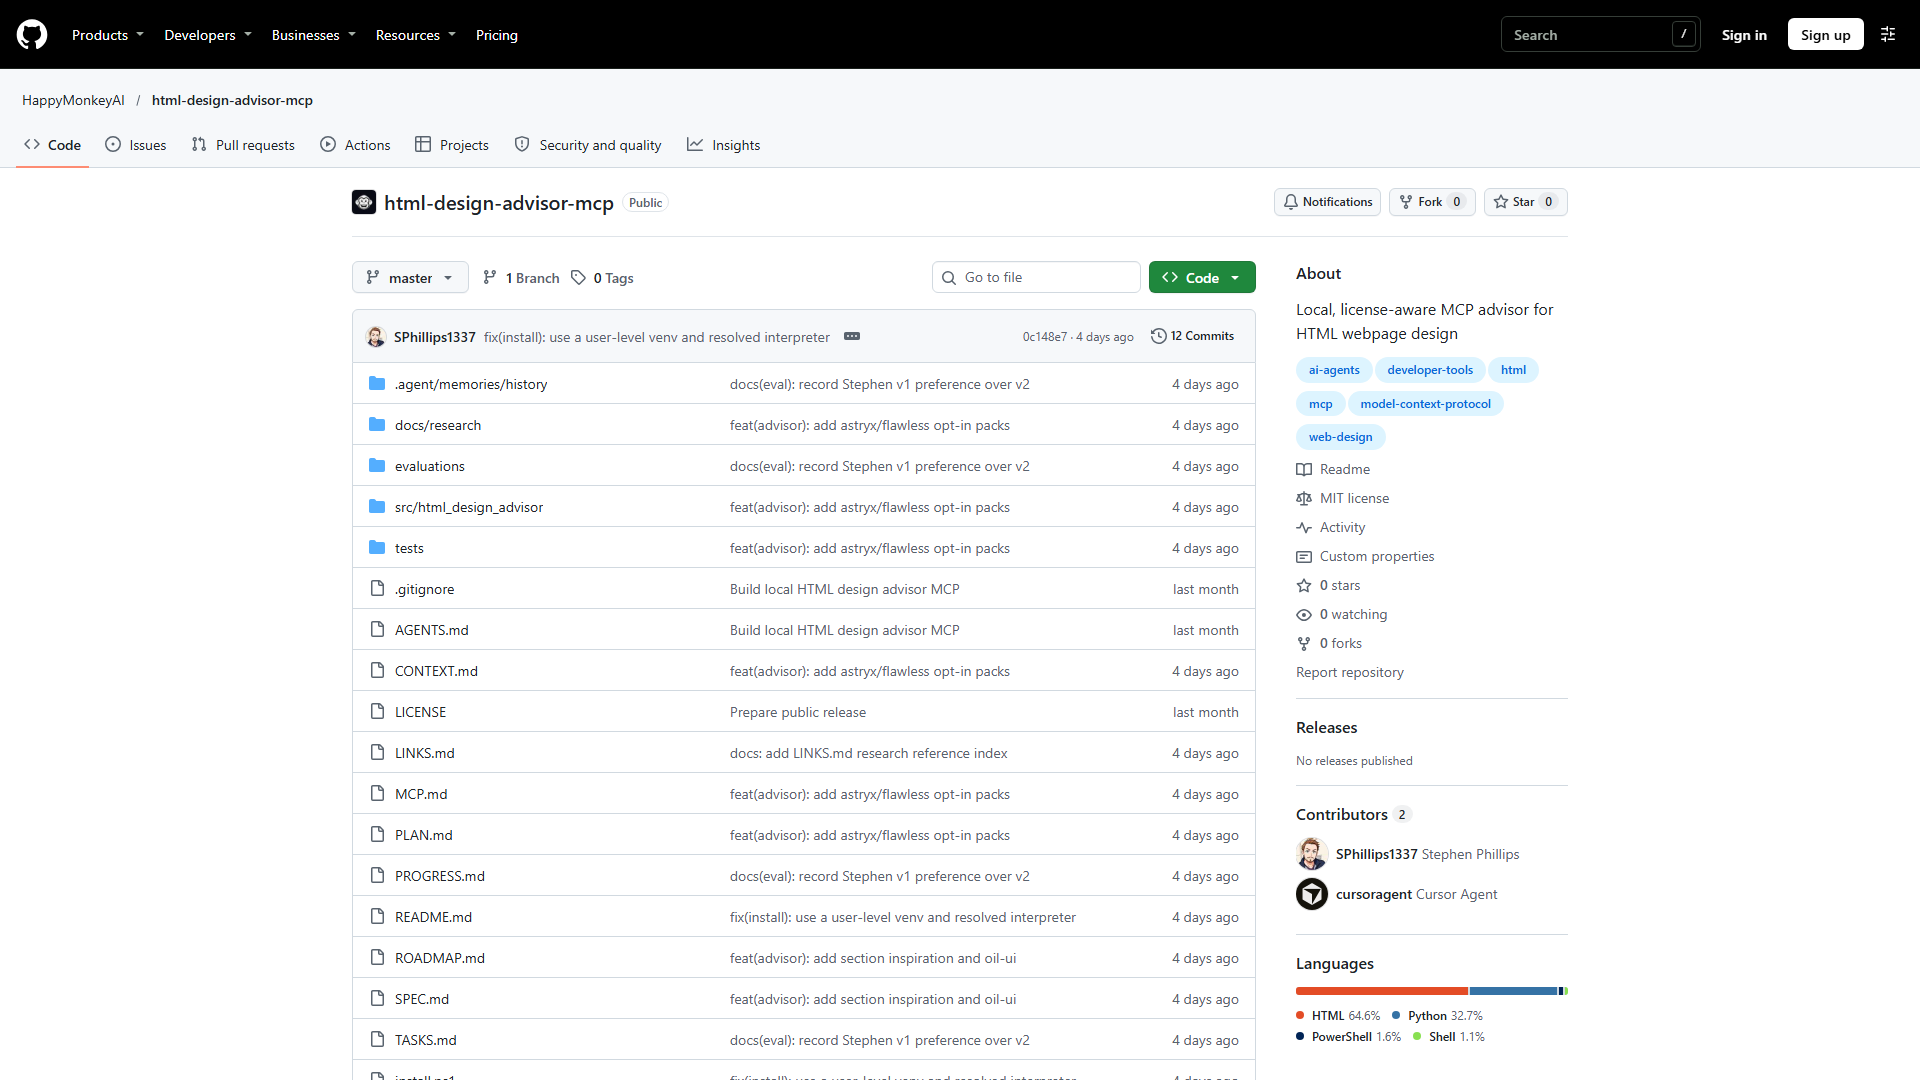 Products Developers Businesses Resources Pricing Search / Sign in Sign up
HappyMonkeyAI / html-design-advisor-mcp
Code Issues Pull requests Actions Projects Security and quality Insights
html-design-advisor-mcp Public Notifications Fork 0 Star 0
master 1 Branch 0 Tags Go to file Code
SPhillips1337 fix(install): use a user-level venv and resolved interpreter 0c148e7 · 4 days ago 12 Commits
.agent/memories/history docs(eval): record Stephen v1 preference over v2 4 days ago
docs/research feat(advisor): add astryx/flawless opt-in packs 4 days ago
evaluations docs(eval): record Stephen v1 preference over v2 4 days ago
src/html_design_advisor feat(advisor): add astryx/flawless opt-in packs 4 days ago
tests feat(advisor): add astryx/flawless opt-in packs 4 days ago
.gitignore Build local HTML design advisor MCP last month
AGENTS.md Build local HTML design advisor MCP last month
CONTEXT.md feat(advisor): add astryx/flawless opt-in packs 4 days ago
LICENSE Prepare public release last month
LINKS.md docs: add LINKS.md research reference index 4 days ago
MCP.md feat(advisor): add astryx/flawless opt-in packs 4 days ago
PLAN.md feat(advisor): add astryx/flawless opt-in packs 4 days ago
PROGRESS.md docs(eval): record Stephen v1 preference over v2 4 days ago
README.md fix(install): use a user-level venv and resolved interpreter 4 days ago
ROADMAP.md feat(advisor): add section inspiration and oil-ui 4 days ago
SPEC.md feat(advisor): add section inspiration and oil-ui 4 days ago
TASKS.md docs(eval): record Stephen v1 preference over v2 4 days ago
install.ps1 fix(install): use a user-level venv and resolved interpreter 4 days ago
About
Local, license-aware MCP advisor for
HTML webpage design
ai-agents developer-tools html
mcp model-context-protocol
web-design
Readme
MIT license
Activity
Custom properties
0 stars
0 watching
0 forks
Report repository
Releases
No releases published
Contributors 2
SPhillips1337 Stephen Phillips
cursoragent Cursor Agent
Languages
HTML 64.6% Python 32.7%
PowerShell 1.6% Shell 1.1%